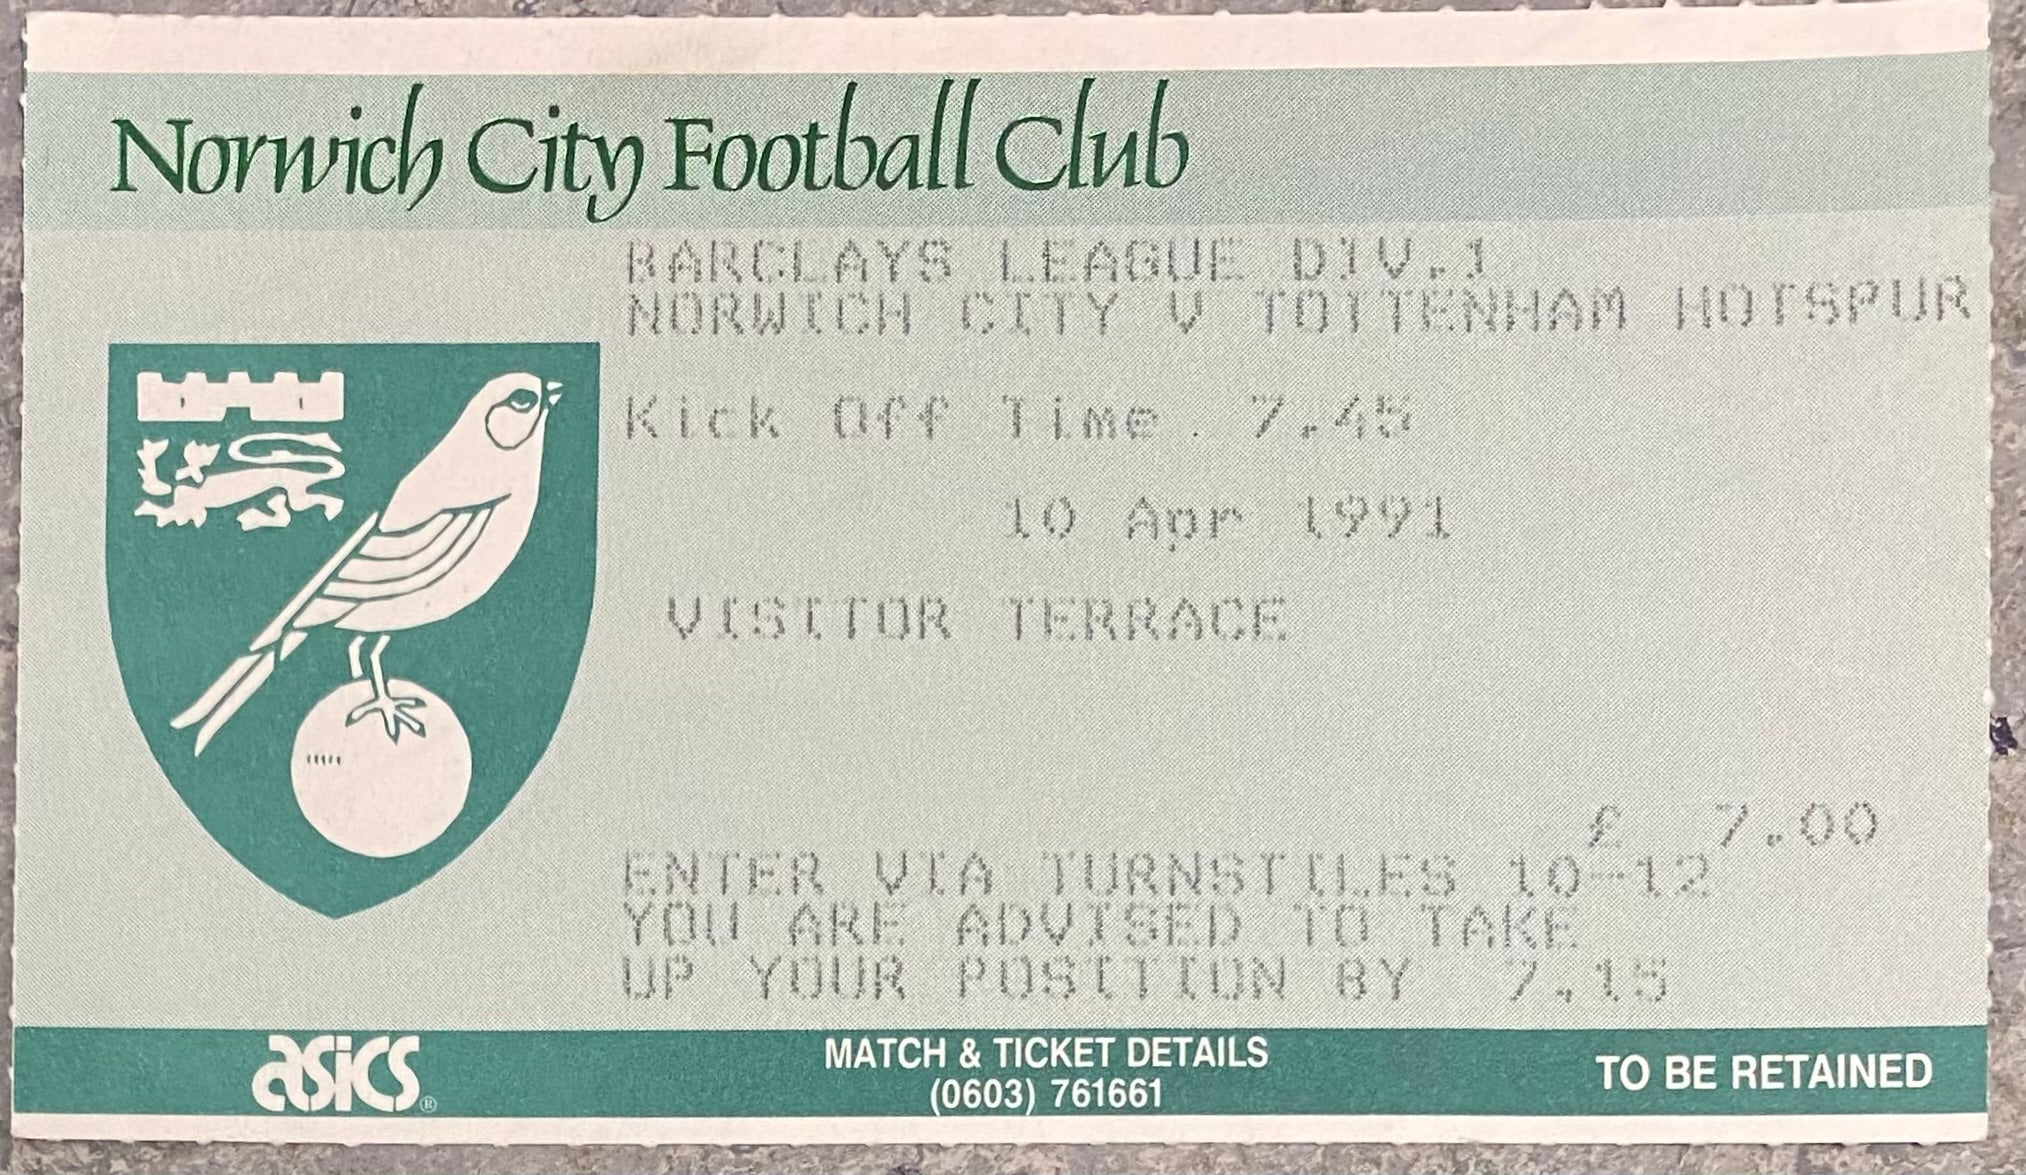 Norwich City Football Club
BARCLAYS LEAGUE DIV.1
NORWICH CITY V TOTTENHAM HOTSPUR
Kick Off Time. 7.45
10 Apr 1991
VISITOR TERRACE
£ 7.00
ENTER VIA TURNSTILES 10-12
YOU ARE ADVISED TO TAKE
UP YOUR POSITION BY 7.15
asics®
MATCH & TICKET DETAILS
(0603) 761661
TO BE RETAINED